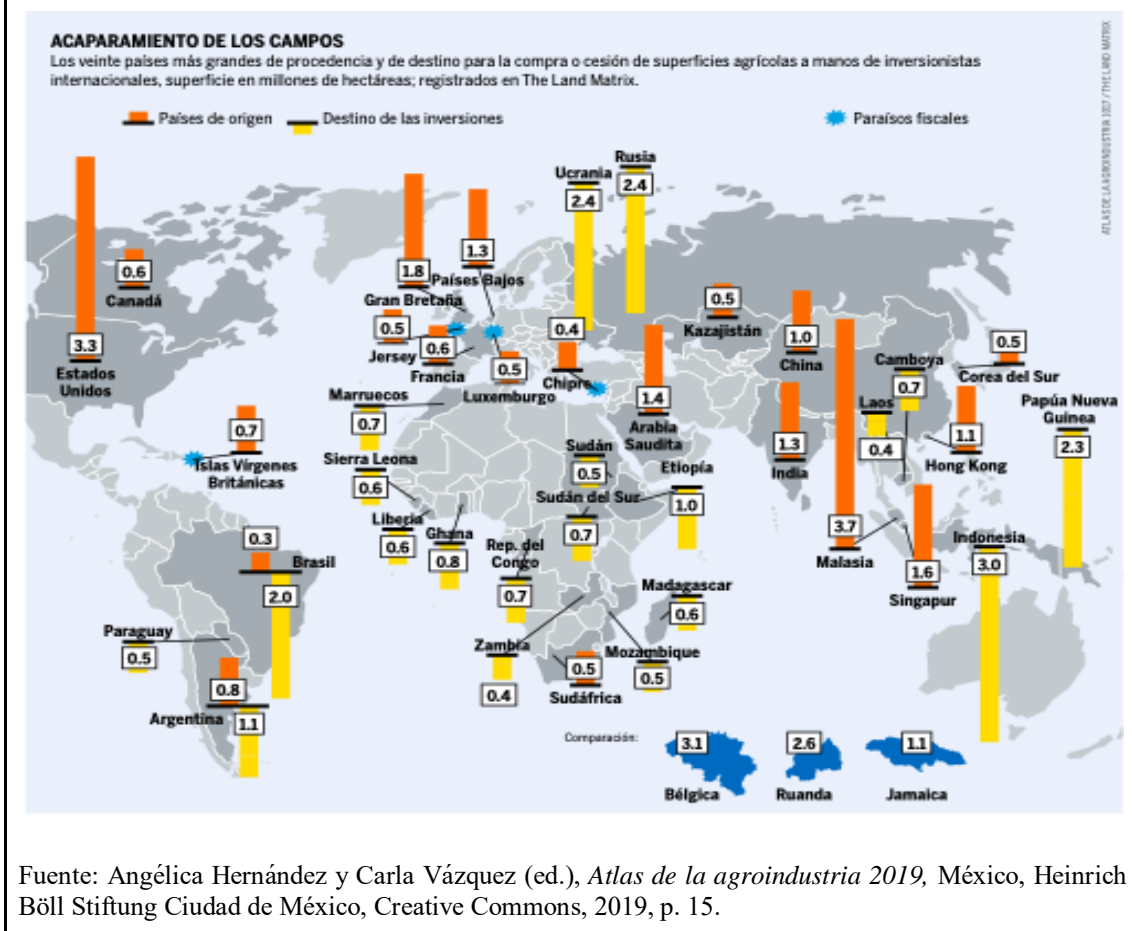 ACAPARAMIENTO DE LOS CAMPOS
Los veinte países más grandes de procedencia y de destino para la compra o cesión de superficies agrícolas a manos de inversionistas
internacionales, superficie en millones de hectáreas; registrados en The Land Matrix.
Países de origen
Destino de las inversiones
Paraísos fiscales
ATLAS DE LA AGROINDUSTRIA 2017 / THE LAND MATRIX
3.3
Estados
Unidos
0.6
Canadá
1.8
Gran Bretaña
1.3
Países Bajos
Ucrania
2.4
Rusia
2.4
0.5
Jersey
0.6
Francia
0.5
Luxemburgo
0.4
Chipre
0.5
Kazajistán
1.0
China
0.5
Corea del Sur
Camboya
0.7
Laos
0.4
Papúa Nueva
Guinea
2.3
Marruecos
0.7
1.4
Arabia
Saudita
1.3
India
1.1
Hong Kong
0.7
Islas Vírgenes
Británicas
Sierra Leona
0.6
Sudán
0.5
Etiopía
1.0
Sudán del Sur
0.7
Liberia
0.6
Ghana
0.8
Rep. del
Congo
0.7
3.7
Malasia
1.6
Singapur
Indonesia
3.0
0.3
Brasil
2.0
Madagascar
0.6
Paraguay
0.5
Zambia
0.4
Mozambique
0.5
0.5
Sudáfrica
0.8
Argentina
1.1
Comparación:
3.1
Bélgica
2.6
Ruanda
1.1
Jamaica
Fuente: Angélica Hernández y Carla Vázquez (ed.), Atlas de la agroindustria 2019, México, Heinrich
Böll Stiftung Ciudad de México, Creative Commons, 2019, p. 15.